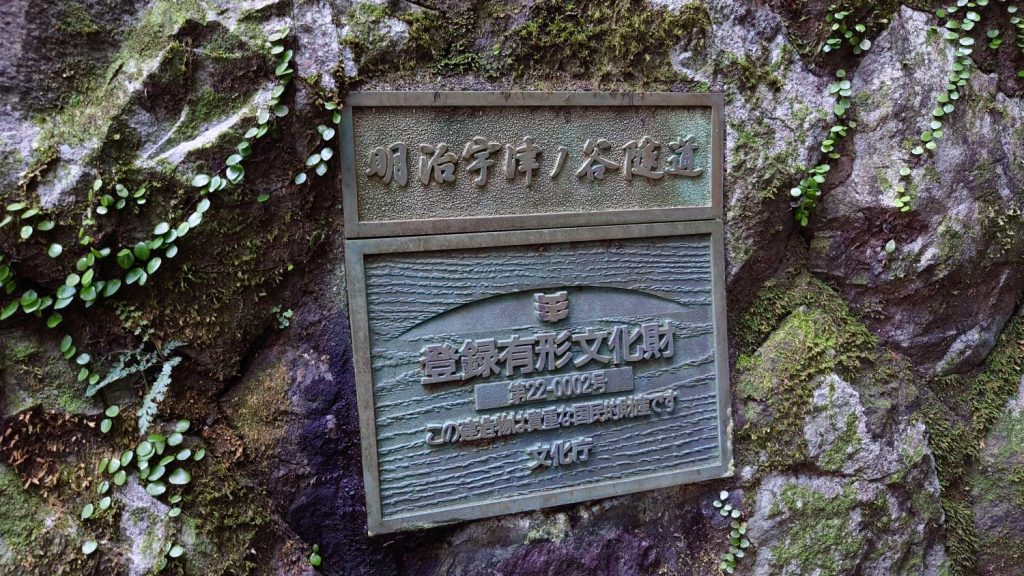 明治宇津ノ谷隧道
登録有形文化財
第22-0002号
この建造物は貴重な国民的財産です
文化庁